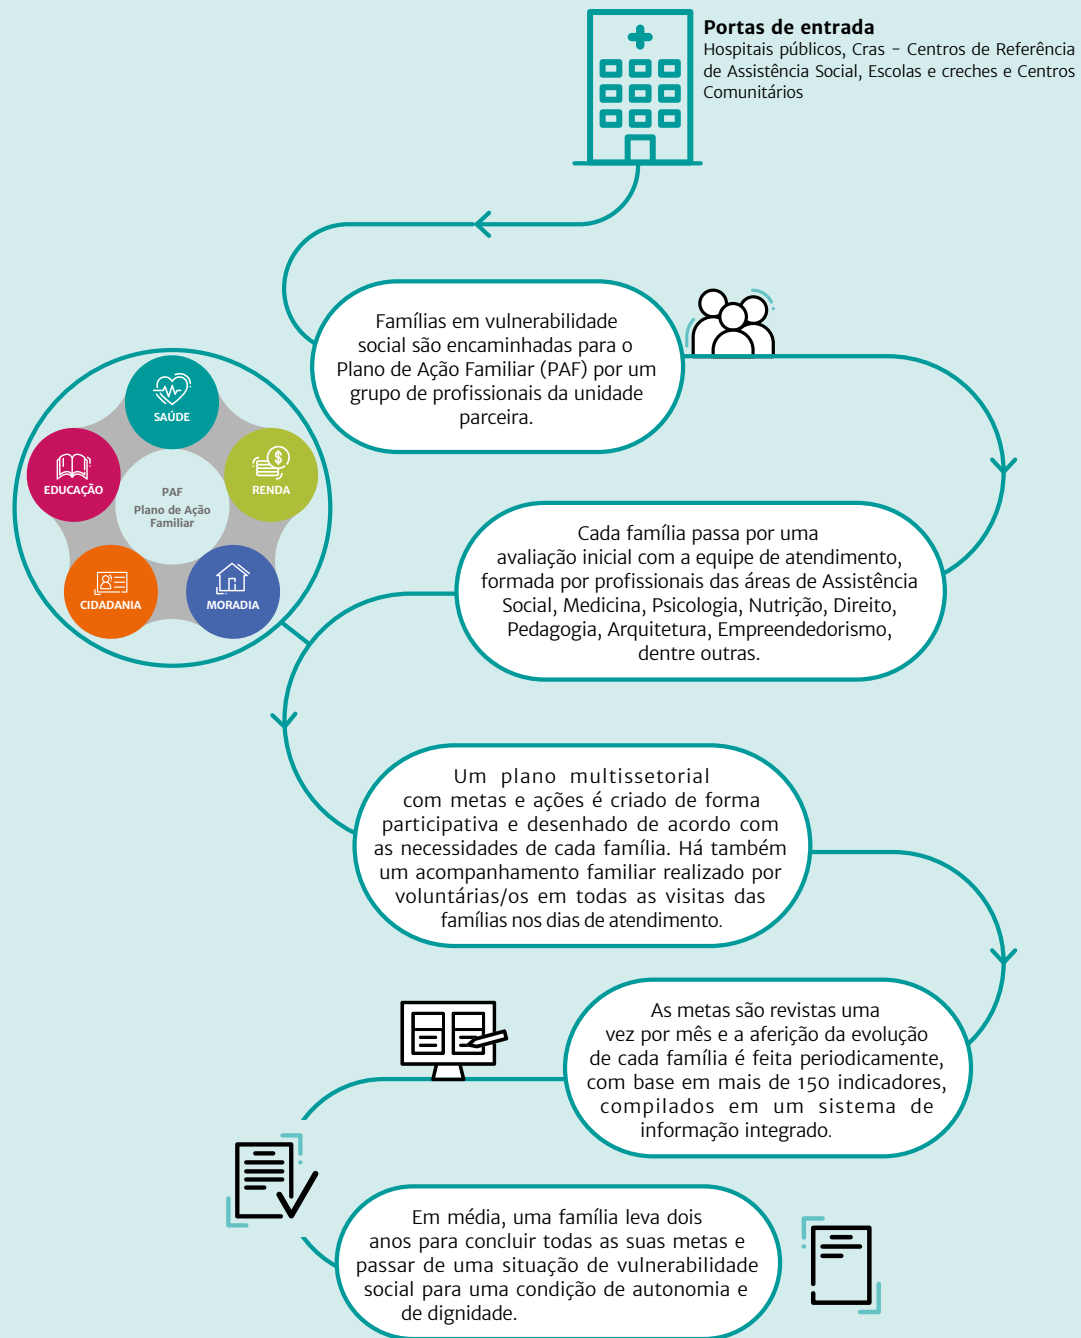 Portas de entrada
Hospitais públicos, Cras - Centros de Referência
de Assistência Social, Escolas e creches e Centros
Comunitários
Famílias em vulnerabilidade
social são encaminhadas para o
Plano de Ação Familiar (PAF) por um
grupo de profissionais da unidade
parceira.
SAÚDE
EDUCAÇÃO
RENDA
PAF
Plano de Ação
Familiar
CIDADANIA
MORADIA
Cada família passa por uma
avaliação inicial com a equipe de atendimento,
formada por profissionais das áreas de Assistência
Social, Medicina, Psicologia, Nutrição, Direito,
Pedagogia, Arquitetura, Empreendedorismo,
dentre outras.
Um plano multissetorial
com metas e ações é criado de forma
participativa e desenhado de acordo com
as necessidades de cada família. Há também
um acompanhamento familiar realizado por
voluntárias/os em todas as visitas das
famílias nos dias de atendimento.
As metas são revistas uma
vez por mês e a aferição da evolução
de cada família é feita periodicamente,
com base em mais de 150 indicadores,
compilados em um sistema de
informação integrado.
Em média, uma família leva dois
anos para concluir todas as suas metas e
passar de uma situação de vulnerabilidade
social para uma condição de autonomia e
de dignidade.